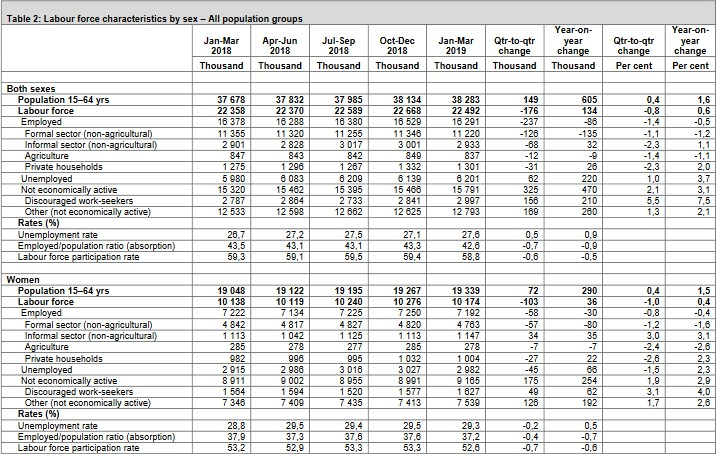 Table 2: Labour force characteristics by sex – All population groups
Jan-Mar 2018 Apr-Jun 2018 Jul-Sep 2018 Oct-Dec 2018 Jan-Mar 2019 Qtr-to-qtr change Year-on-year change Qtr-to-qtr change Year-on-year change
Thousand Thousand Thousand Thousand Thousand Thousand Thousand Per cent Per cent
Both sexes
Population 15–64 yrs 37 678 37 832 37 985 38 134 38 283 149 605 0,4 1,6
Labour force 22 358 22 370 22 589 22 668 22 492 -176 134 -0,8 0,6
Employed 16 378 16 288 16 380 16 529 16 291 -237 -86 -1,4 -0,5
Formal sector (non-agricultural) 11 355 11 320 11 255 11 346 11 220 -126 -135 -1,1 -1,2
Informal sector (non-agricultural) 2 901 2 828 3 017 3 001 2 933 -68 32 -2,3 1,1
Agriculture 847 843 842 849 837 -12 -9 -1,4 -1,1
Private households 1 275 1 296 1 267 1 332 1 301 -31 26 -2,3 2,0
Unemployed 5 980 6 083 6 209 6 139 6 201 62 220 1,0 3,7
Not economically active 15 320 15 462 15 395 15 466 15 791 325 470 2,1 3,1
Discouraged work-seekers 2 787 2 864 2 733 2 841 2 997 156 210 5,5 7,5
Other (not economically active) 12 533 12 598 12 662 12 625 12 793 169 260 1,3 2,1
Rates (%)
Unemployment rate 26,7 27,2 27,5 27,1 27,6 0,5 0,9
Employed/population ratio (absorption) 43,5 43,1 43,1 43,3 42,6 -0,7 -0,9
Labour force participation rate 59,3 59,1 59,5 59,4 58,8 -0,6 -0,5
Women
Population 15–64 yrs 19 048 19 122 19 195 19 267 19 339 72 290 0,4 1,5
Labour force 10 138 10 119 10 240 10 276 10 174 -103 36 -1,0 0,4
Employed 7 222 7 134 7 225 7 250 7 192 -58 -30 -0,8 -0,4
Formal sector (non-agricultural) 4 842 4 817 4 827 4 820 4 763 -57 -80 -1,2 -1,6
Informal sector (non-agricultural) 1 113 1 042 1 125 1 113 1 147 34 35 3,0 3,1
Agriculture 285 278 277 285 278 -7 -7 -2,4 -2,6
Private households 982 996 995 1 032 1 004 -27 22 -2,6 2,3
Unemployed 2 915 2 986 3 016 3 027 2 982 -45 66 -1,5 2,3
Not economically active 8 911 9 002 8 955 8 991 9 165 175 254 1,9 2,9
Discouraged work-seekers 1 564 1 594 1 520 1 577 1 627 49 62 3,1 4,0
Other (not economically active) 7 346 7 409 7 435 7 413 7 539 126 192 1,7 2,6
Rates (%)
Unemployment rate 28,8 29,5 29,4 29,5 29,3 -0,2 0,5
Employed/population ratio (absorption) 37,9 37,3 37,6 37,6 37,2 -0,4 -0,7
Labour force participation rate 53,2 52,9 53,3 53,3 52,6 -0,7 -0,6